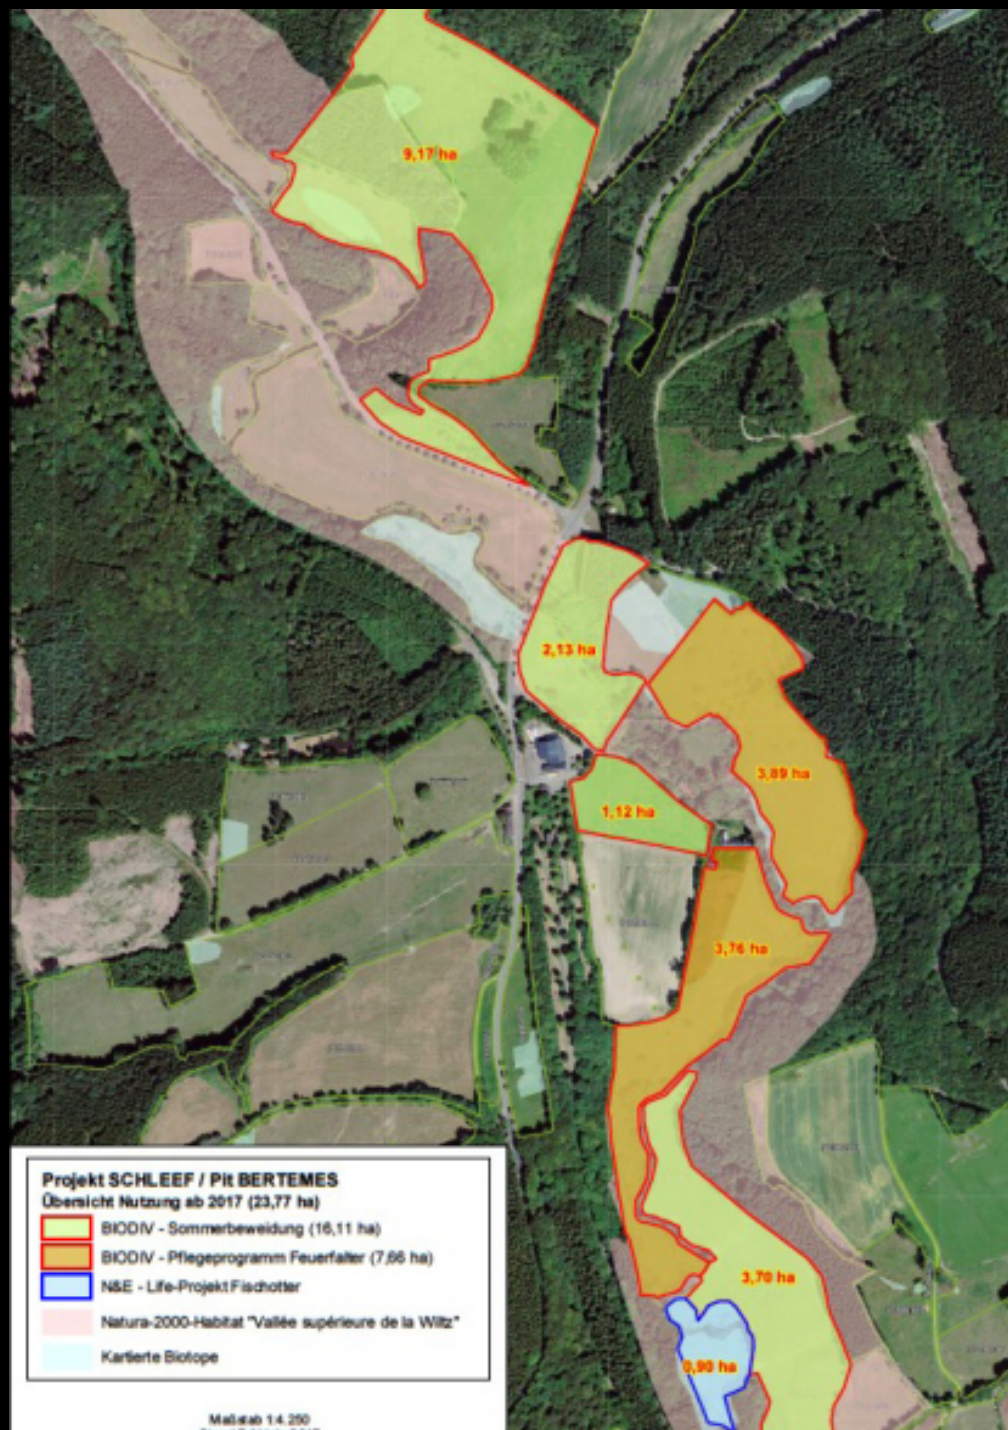 9,17 ha
2,13 ha
3,89 ha
1,12 ha
3,76 ha
3,70 ha
0,90 ha
Projekt SCHLEEF / Pit BERTEMES
Übersicht Nutzung ab 2017 (23,77 ha)
BIODIV - Sommerbeweidung (16,11 ha)
BIODIV - Pflegeprogramm Feuerfalter (7,66 ha)
N&E - Life-Projekt Fischotter
Natura-2000-Habitat "Vallée supérieure de la Wiltz"
Kartierte Biotope
Maßstab 1:4.250